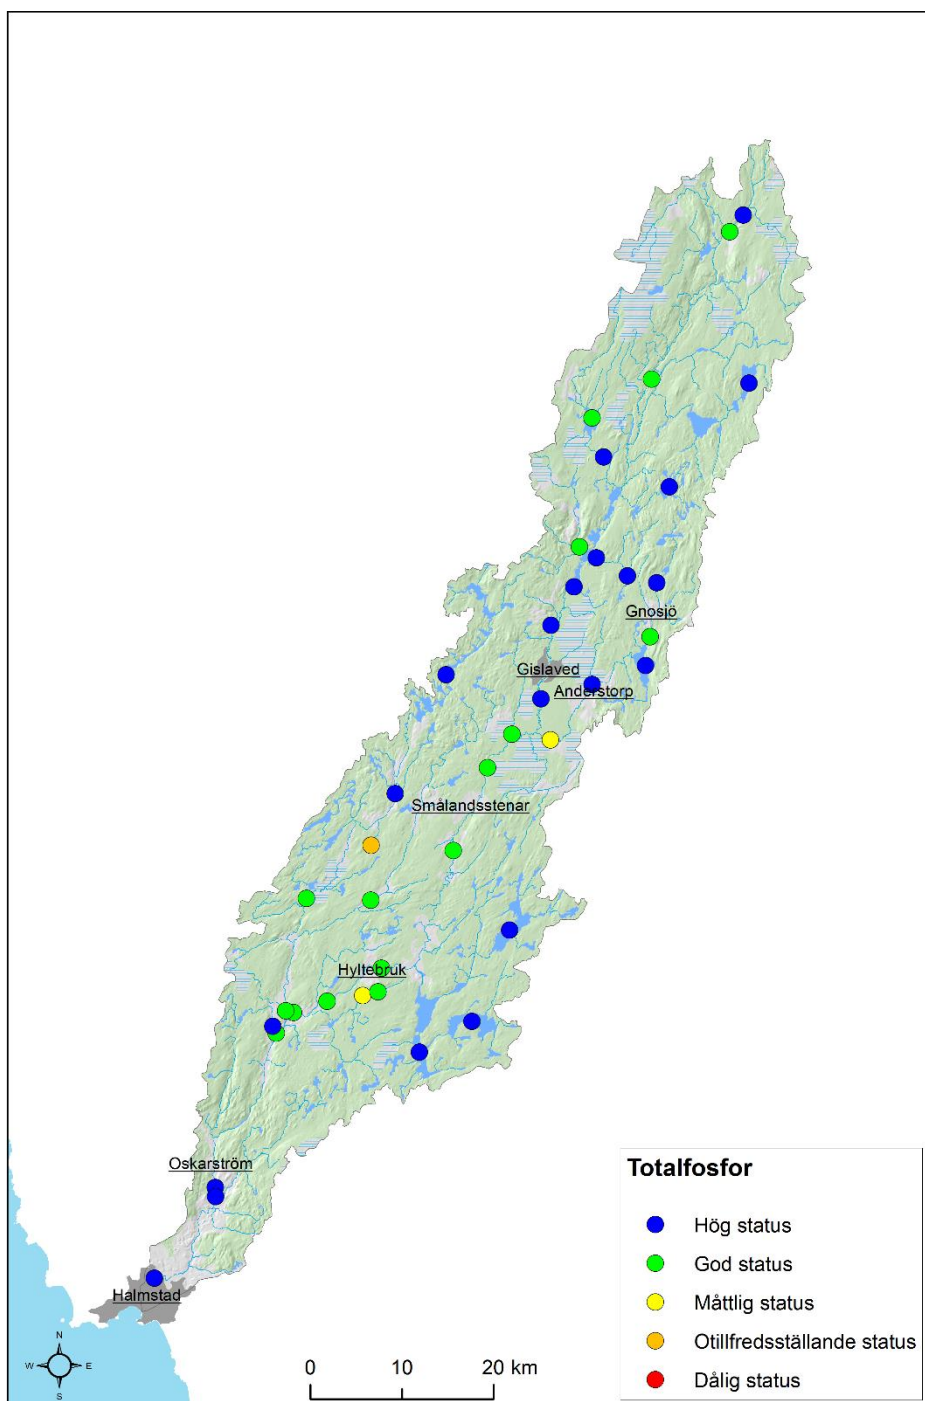 Gnosjö
Gislaved
Anderstorp
Smålandsstenar
Hyltebruk
Oskarström
Halmstad
N
W E
S
0 10 20 km
Totalfosfor
Hög status
God status
Måttlig status
Otillfredsställande status
Dålig status